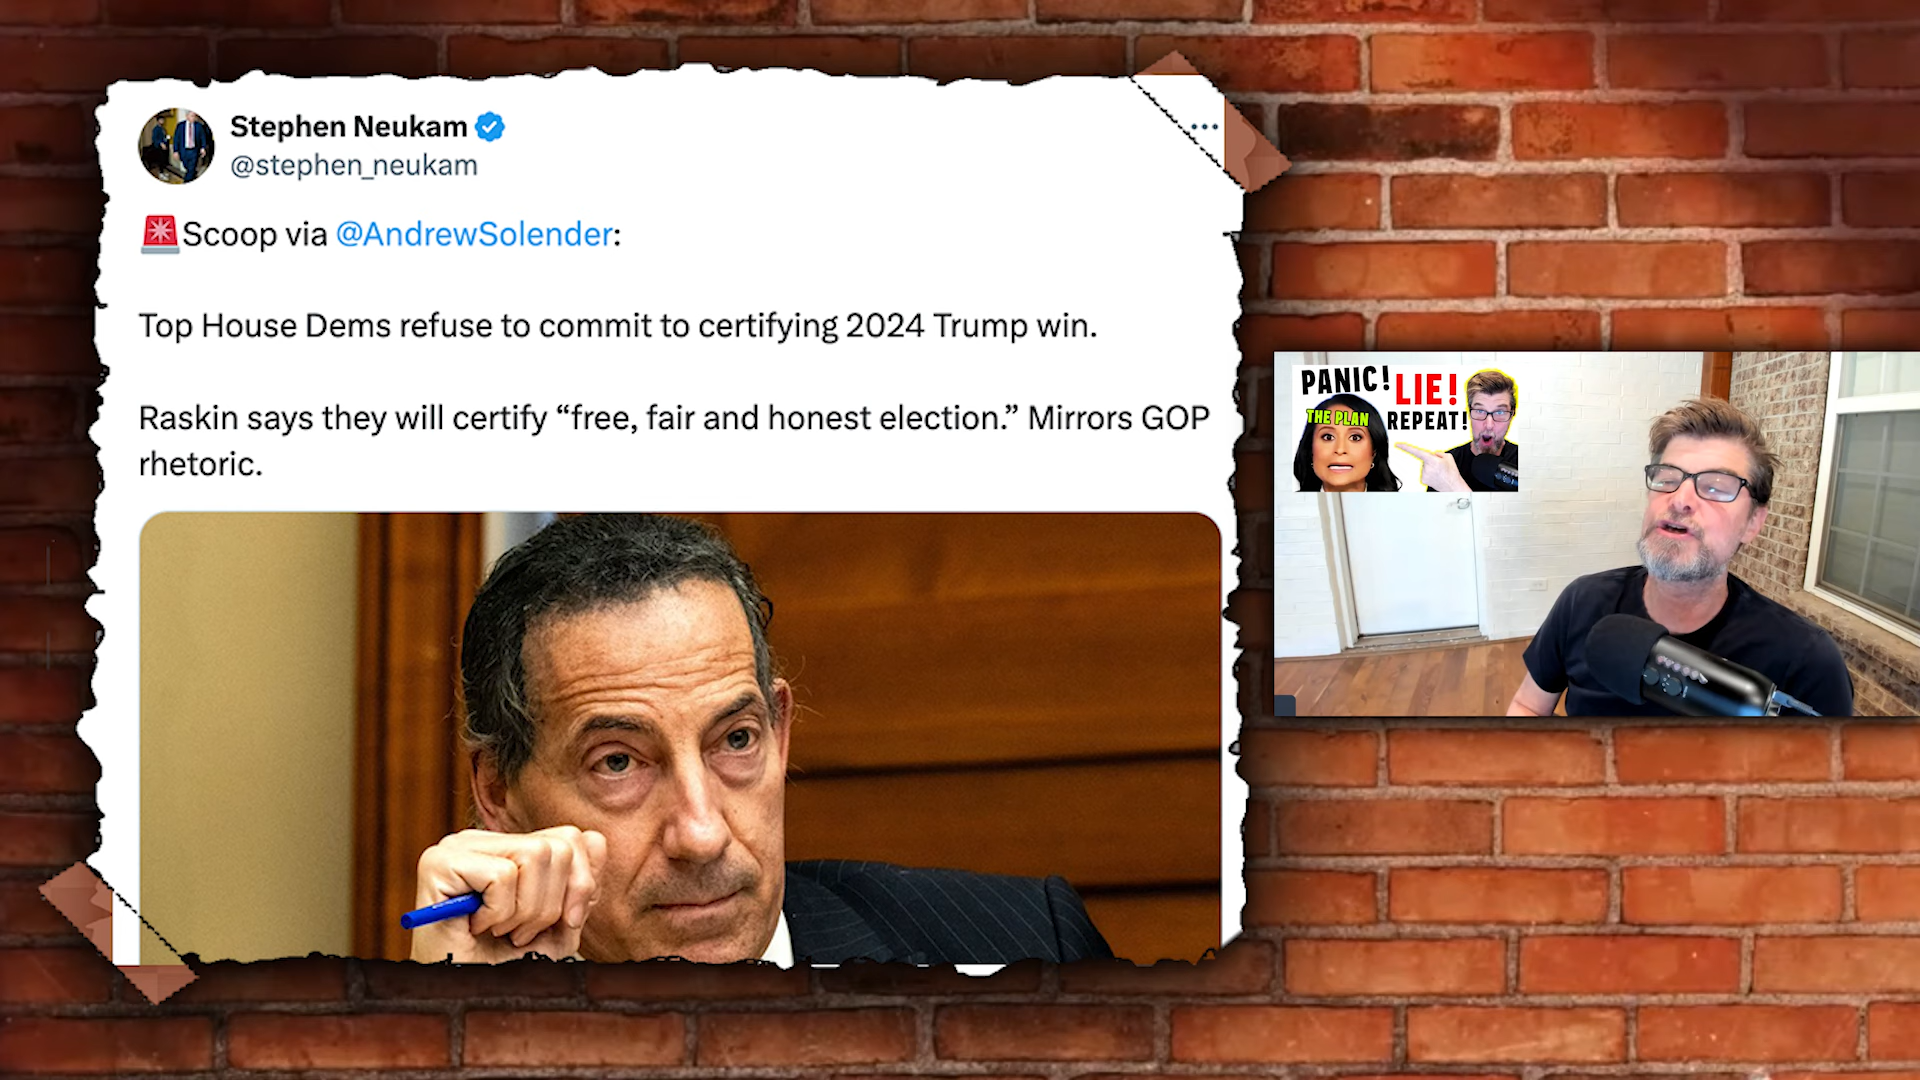 Stephen Neukam
@stephen_neukam
Scoop via @AndrewSolender:
Top House Dems refuse to commit to certifying 2024 Trump win.
Raskin says they will certify “free, fair and honest election.” Mirrors GOP
rhetoric.
PANIC! LIE!
THE PLAN REPEAT!